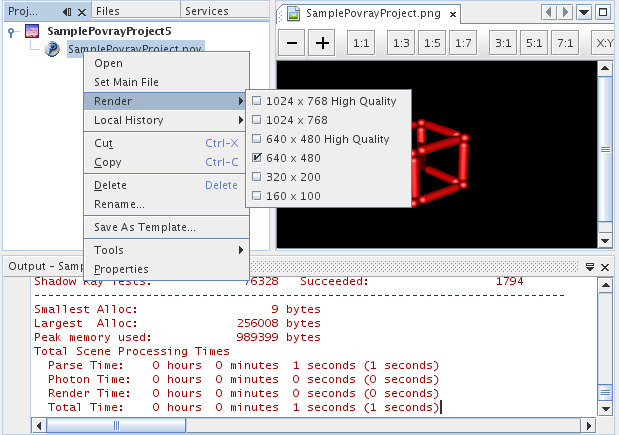 Proj...
Files
Services
SamplePovrayProject.png
SamplePovrayProject5
SamplePovrayProject.pov
1:1
1:3
1:5
1:7
3:1
5:1
7:1
X:Y
Open
Set Main File
Render
Local History
Cut Ctrl-X
Copy Ctrl-C
Delete Delete
Rename...
Save As Template...
Tools
Properties
1024 x 768 High Quality
1024 x 768
640 x 480 High Quality
640 x 480
320 x 200
160 x 100
Output - Samp
Shadow Ray Tests: 76328 Succeeded: 1794
----------------------------------------------------------------------
Smallest Alloc: 9 bytes
Largest Alloc: 256008 bytes
Peak memory used: 989399 bytes
Total Scene Processing Times
Parse Time: 0 hours 0 minutes 1 seconds (1 seconds)
Photon Time: 0 hours 0 minutes 0 seconds (0 seconds)
Render Time: 0 hours 0 minutes 0 seconds (0 seconds)
Total Time: 0 hours 0 minutes 1 seconds (1 seconds)